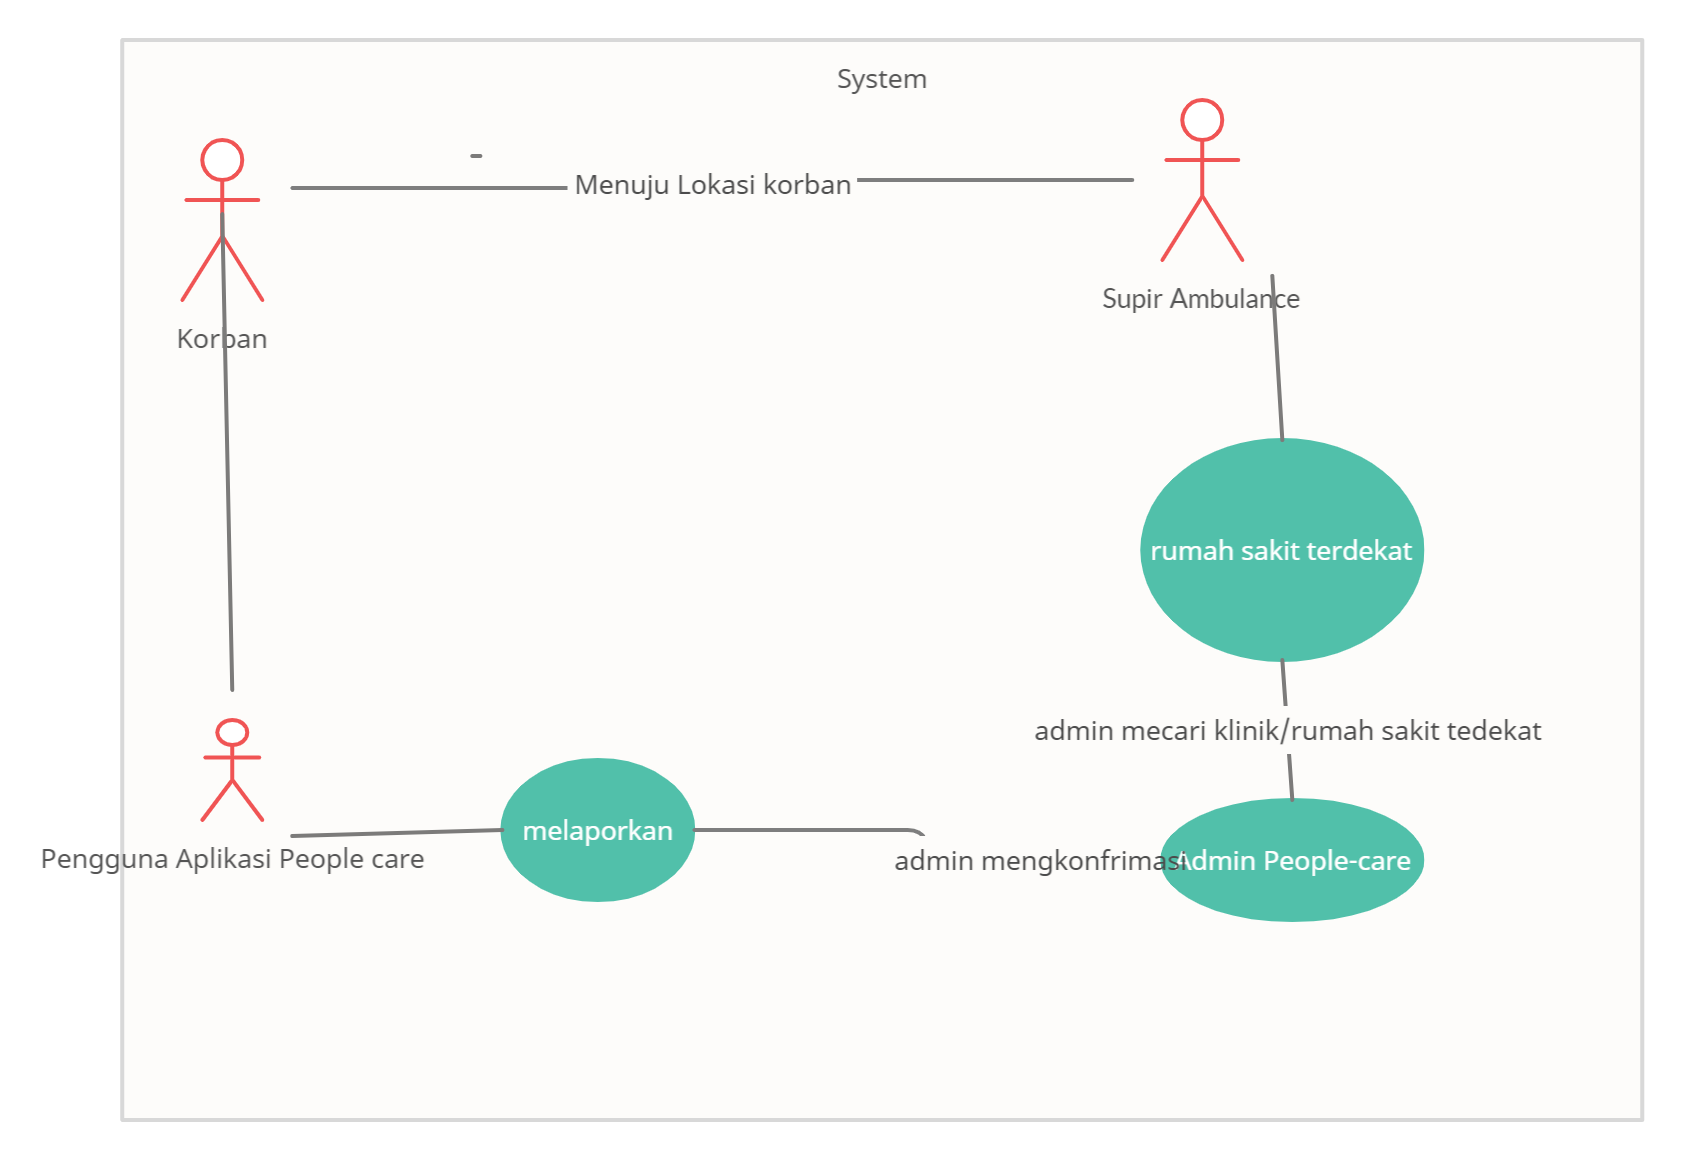 System
Menuju Lokasi korban
Supir Ambulance
Korban
rumah sakit terdekat
admin mecari klinik/rumah sakit tedekat
melaporkan
Pengguna Aplikasi People care
admin mengkonfrimasi
Admin People-care